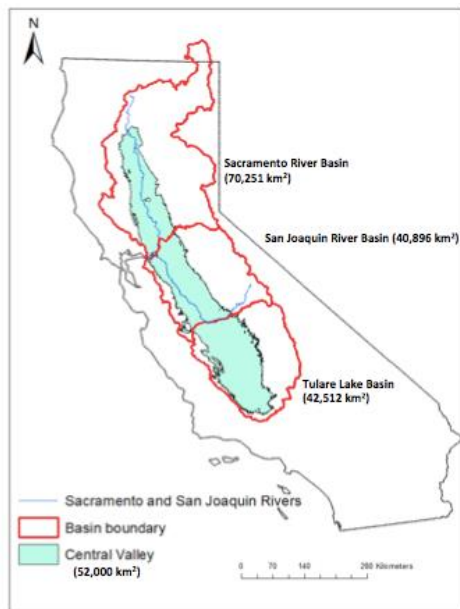 N
Sacramento River Basin
(70,251 km²)
San Joaquin River Basin (40,896 km²)
Tulare Lake Basin
(42,512 km²)
Sacramento and San Joaquin Rivers
Basin boundary
Central Valley
(52,000 km²)
0 70 140 280 Kilometers